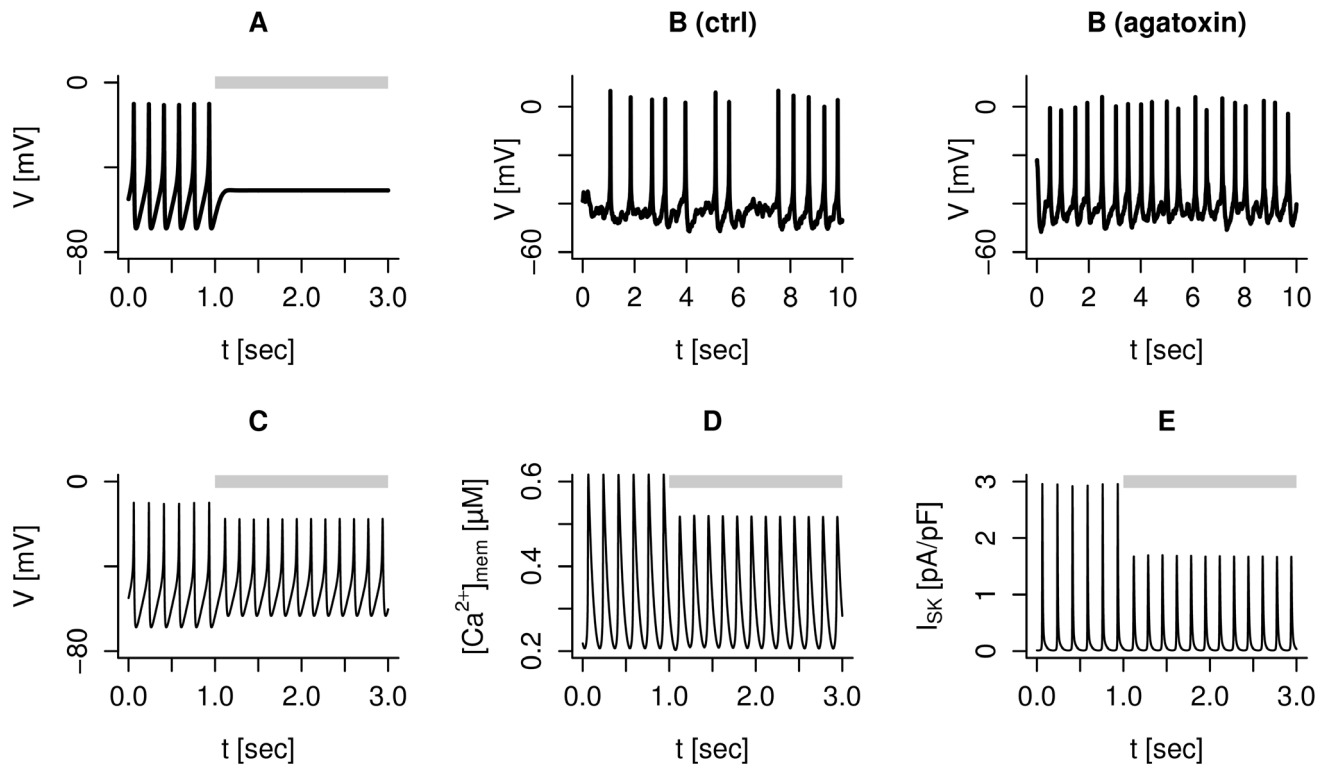 A
V [mV]
0
−80
0.0 1.0 2.0 3.0
t [sec]
B (ctrl)
V [mV]
0
−60
0 2 4 6 8 10
t [sec]
B (agatoxin)
V [mV]
0
−60
0 2 4 6 8 10
t [sec]
C
V [mV]
0
−80
0.0 1.0 2.0 3.0
t [sec]
D
[Ca²⁺]mem [μM]
0.6
0.4
0.2
0.0 1.0 2.0 3.0
t [sec]
E
ISK [pA/pF]
3
2
1
0
0.0 1.0 2.0 3.0
t [sec]